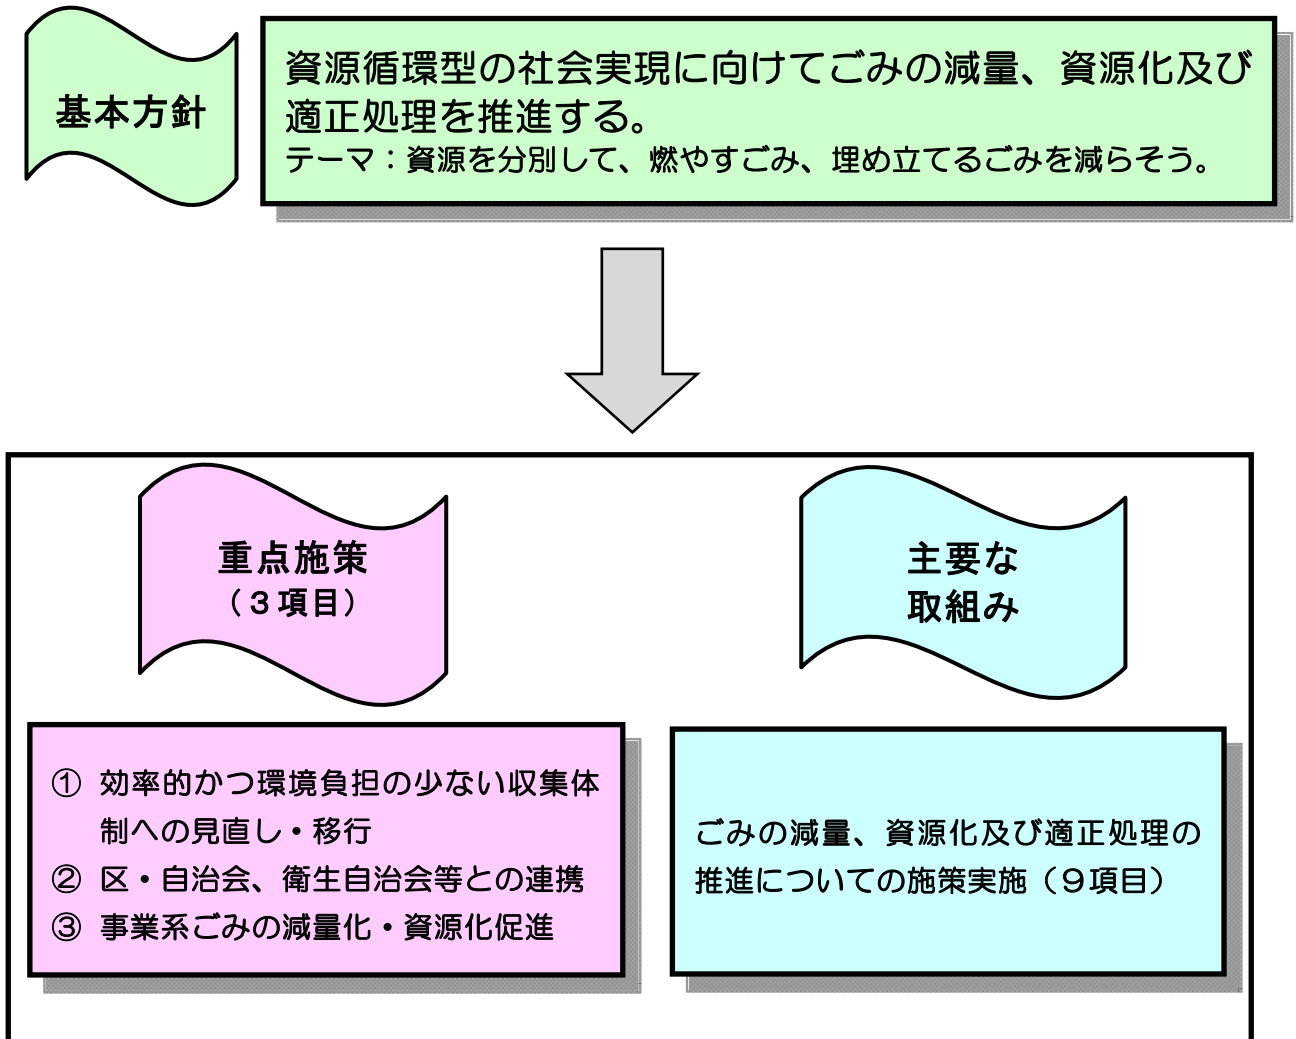 基本方針
資源循環型の社会実現に向けてごみの減量、資源化及び
適正処理を推進する。
テーマ：資源を分別して、燃やすごみ、埋め立てるごみを減らそう。
重点施策
（３項目）
① 効率的かつ環境負担の少ない収集体
制への見直し・移行
② 区・自治会、衛生自治会等との連携
③ 事業系ごみの減量化・資源化促進
主要な
取組み
ごみの減量、資源化及び適正処理の
推進についての施策実施（９項目）